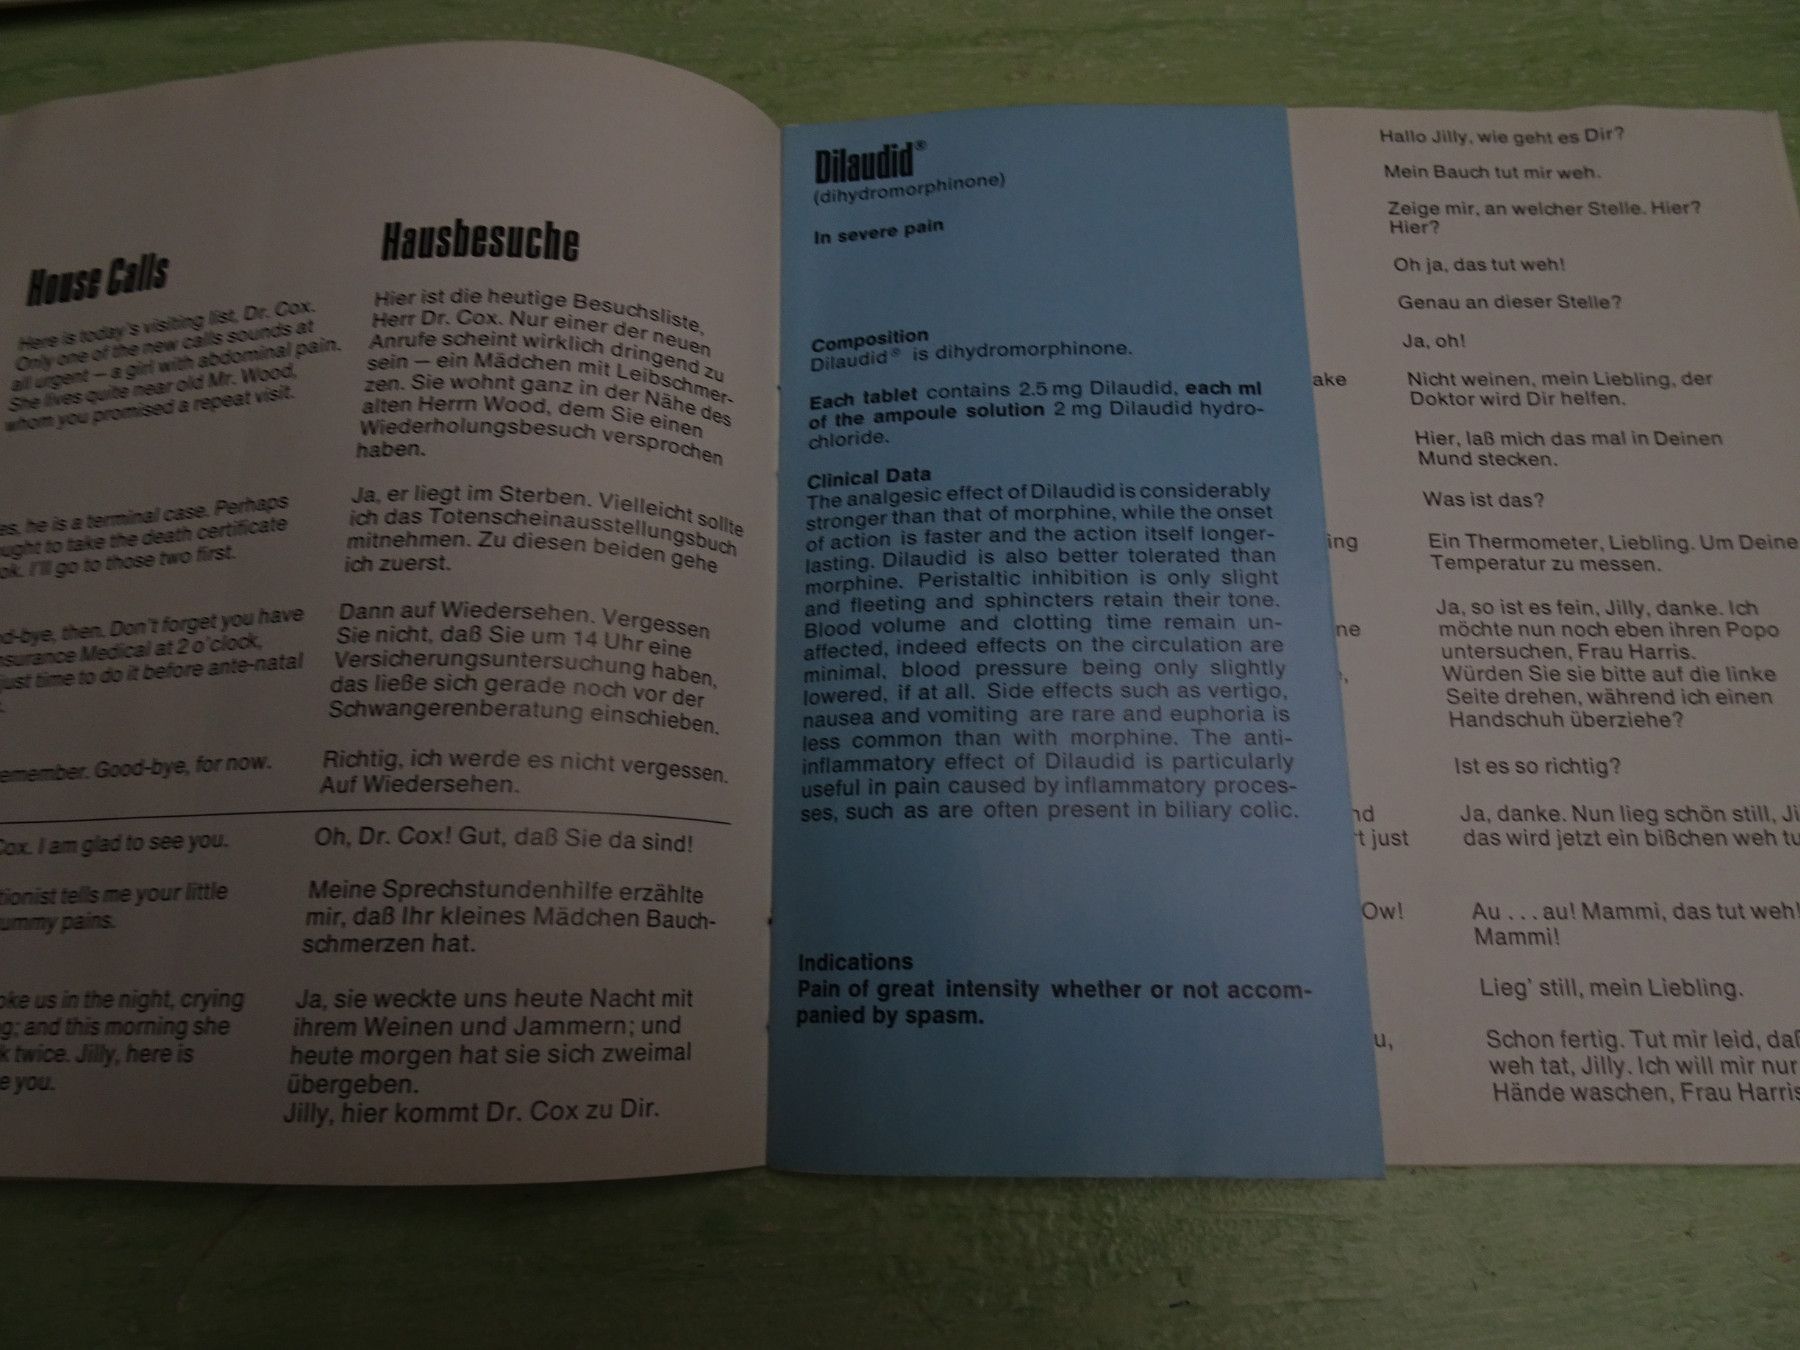 House Calls
Here is today's visiting list, Dr. Cox.
Only one of the new calls sounds at
all urgent – a girl with abdominal pain.
She lives quite near old Mr. Wood,
whom you promised a repeat visit.
he is a terminal case. Perhaps
to take the death certificate
I'll go to those two first.
then. Don't forget you have
Medical at 2 o'clock,
just time to do it before ante-natal
Good-bye, for now.
Cox. I am glad to see you.
tells me your little
pains.
us in the night, crying
and this morning she
twice. Jilly, here is
you.
Hausbesuche
Hier ist die heutige Besuchsliste,
Herr Dr. Cox. Nur einer der neuen
Anrufe scheint wirklich dringend zu
sein – ein Mädchen mit Leibschmer-
zen. Sie wohnt ganz in der Nähe des
alten Herrn Wood, dem Sie einen
Wiederholungsbesuch versprochen
haben.
Ja, er liegt im Sterben. Vielleicht sollte
ich das Totenscheinausstellungsbuch
mitnehmen. Zu diesen beiden gehe
ich zuerst.
Dann auf Wiedersehen. Vergessen
Sie nicht, daß Sie um 14 Uhr eine
Versicherungsuntersuchung haben,
das ließe sich gerade noch vor der
Schwangerenberatung einschieben.
Richtig, ich werde es nicht vergessen.
Auf Wiedersehen.
Oh, Dr. Cox! Gut, daß Sie da sind!
Meine Sprechstundenhilfe erzählte
mir, daß Ihr kleines Mädchen Bauch-
schmerzen hat.
Ja, sie weckte uns heute Nacht mit
ihrem Weinen und Jammern; und
heute morgen hat sie sich zweimal
übergeben.
Jilly, hier kommt Dr. Cox zu Dir.
Dilaudid®
(dihydromorphinone)
In severe pain
Composition
Dilaudid® is dihydromorphinone.
Each tablet contains 2.5 mg Dilaudid, each ml
of the ampoule solution 2 mg Dilaudid hydro-
chloride.
Clinical Data
The analgesic effect of Dilaudid is considerably
stronger than that of morphine, while the onset
of action is faster and the action itself longer-
lasting. Dilaudid is also better tolerated than
morphine. Peristaltic inhibition is only slight
and fleeting and sphincters retain their tone.
Blood volume and clotting time remain un-
affected, indeed effects on the circulation are
minimal, blood pressure being only slightly
lowered, if at all. Side effects such as vertigo,
nausea and vomiting are rare and euphoria is
less common than with morphine. The anti-
inflammatory effect of Dilaudid is particularly
useful in pain caused by inflammatory proces-
ses, such as are often present in biliary colic.
Indications
Pain of great intensity whether or not accom-
panied by spasm.
just
Ow!
Hallo Jilly, wie geht es Dir?
Mein Bauch tut mir weh.
Zeige mir, an welcher Stelle. Hier?
Hier?
Oh ja, das tut weh!
Genau an dieser Stelle?
Ja, oh!
Nicht weinen, mein Liebling, der
Doktor wird Dir helfen.
Hier, laß mich das mal in Deinen
Mund stecken.
Was ist das?
Ein Thermometer, Liebling. Um Deine
Temperatur zu messen.
Ja, so ist es fein, Jilly, danke. Ich
möchte nun noch eben ihren Popo
untersuchen, Frau Harris.
Würden Sie sie bitte auf die linke
Seite drehen, während ich einen
Handschuh überziehe?
Ist es so richtig?
Ja, danke. Nun lieg schön still,
das wird jetzt ein bißchen weh
Au . . . au! Mammi, das tut weh!
Mammi!
Lieg' still, mein Liebling.
Schon fertig. Tut mir leid,
weh tat, Jilly. Ich will mir nur
Hände waschen, Frau Harris